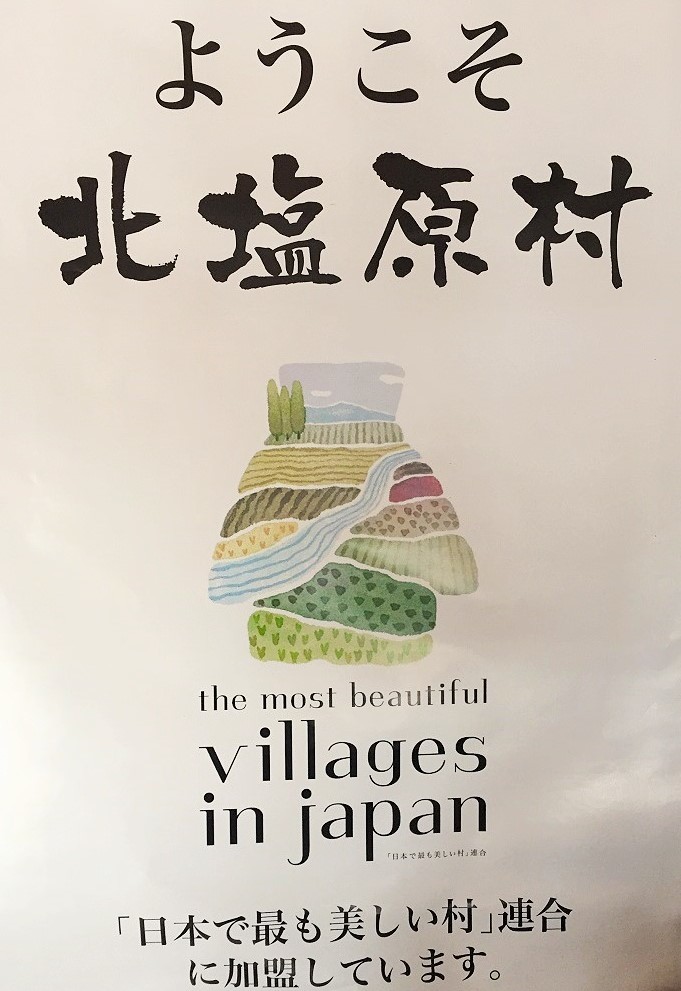 ようこそ
北塩原村
the most beautiful
villages
in japan
「日本で最も美しい村」連合
「日本で最も美しい村」連合
に加盟しています。